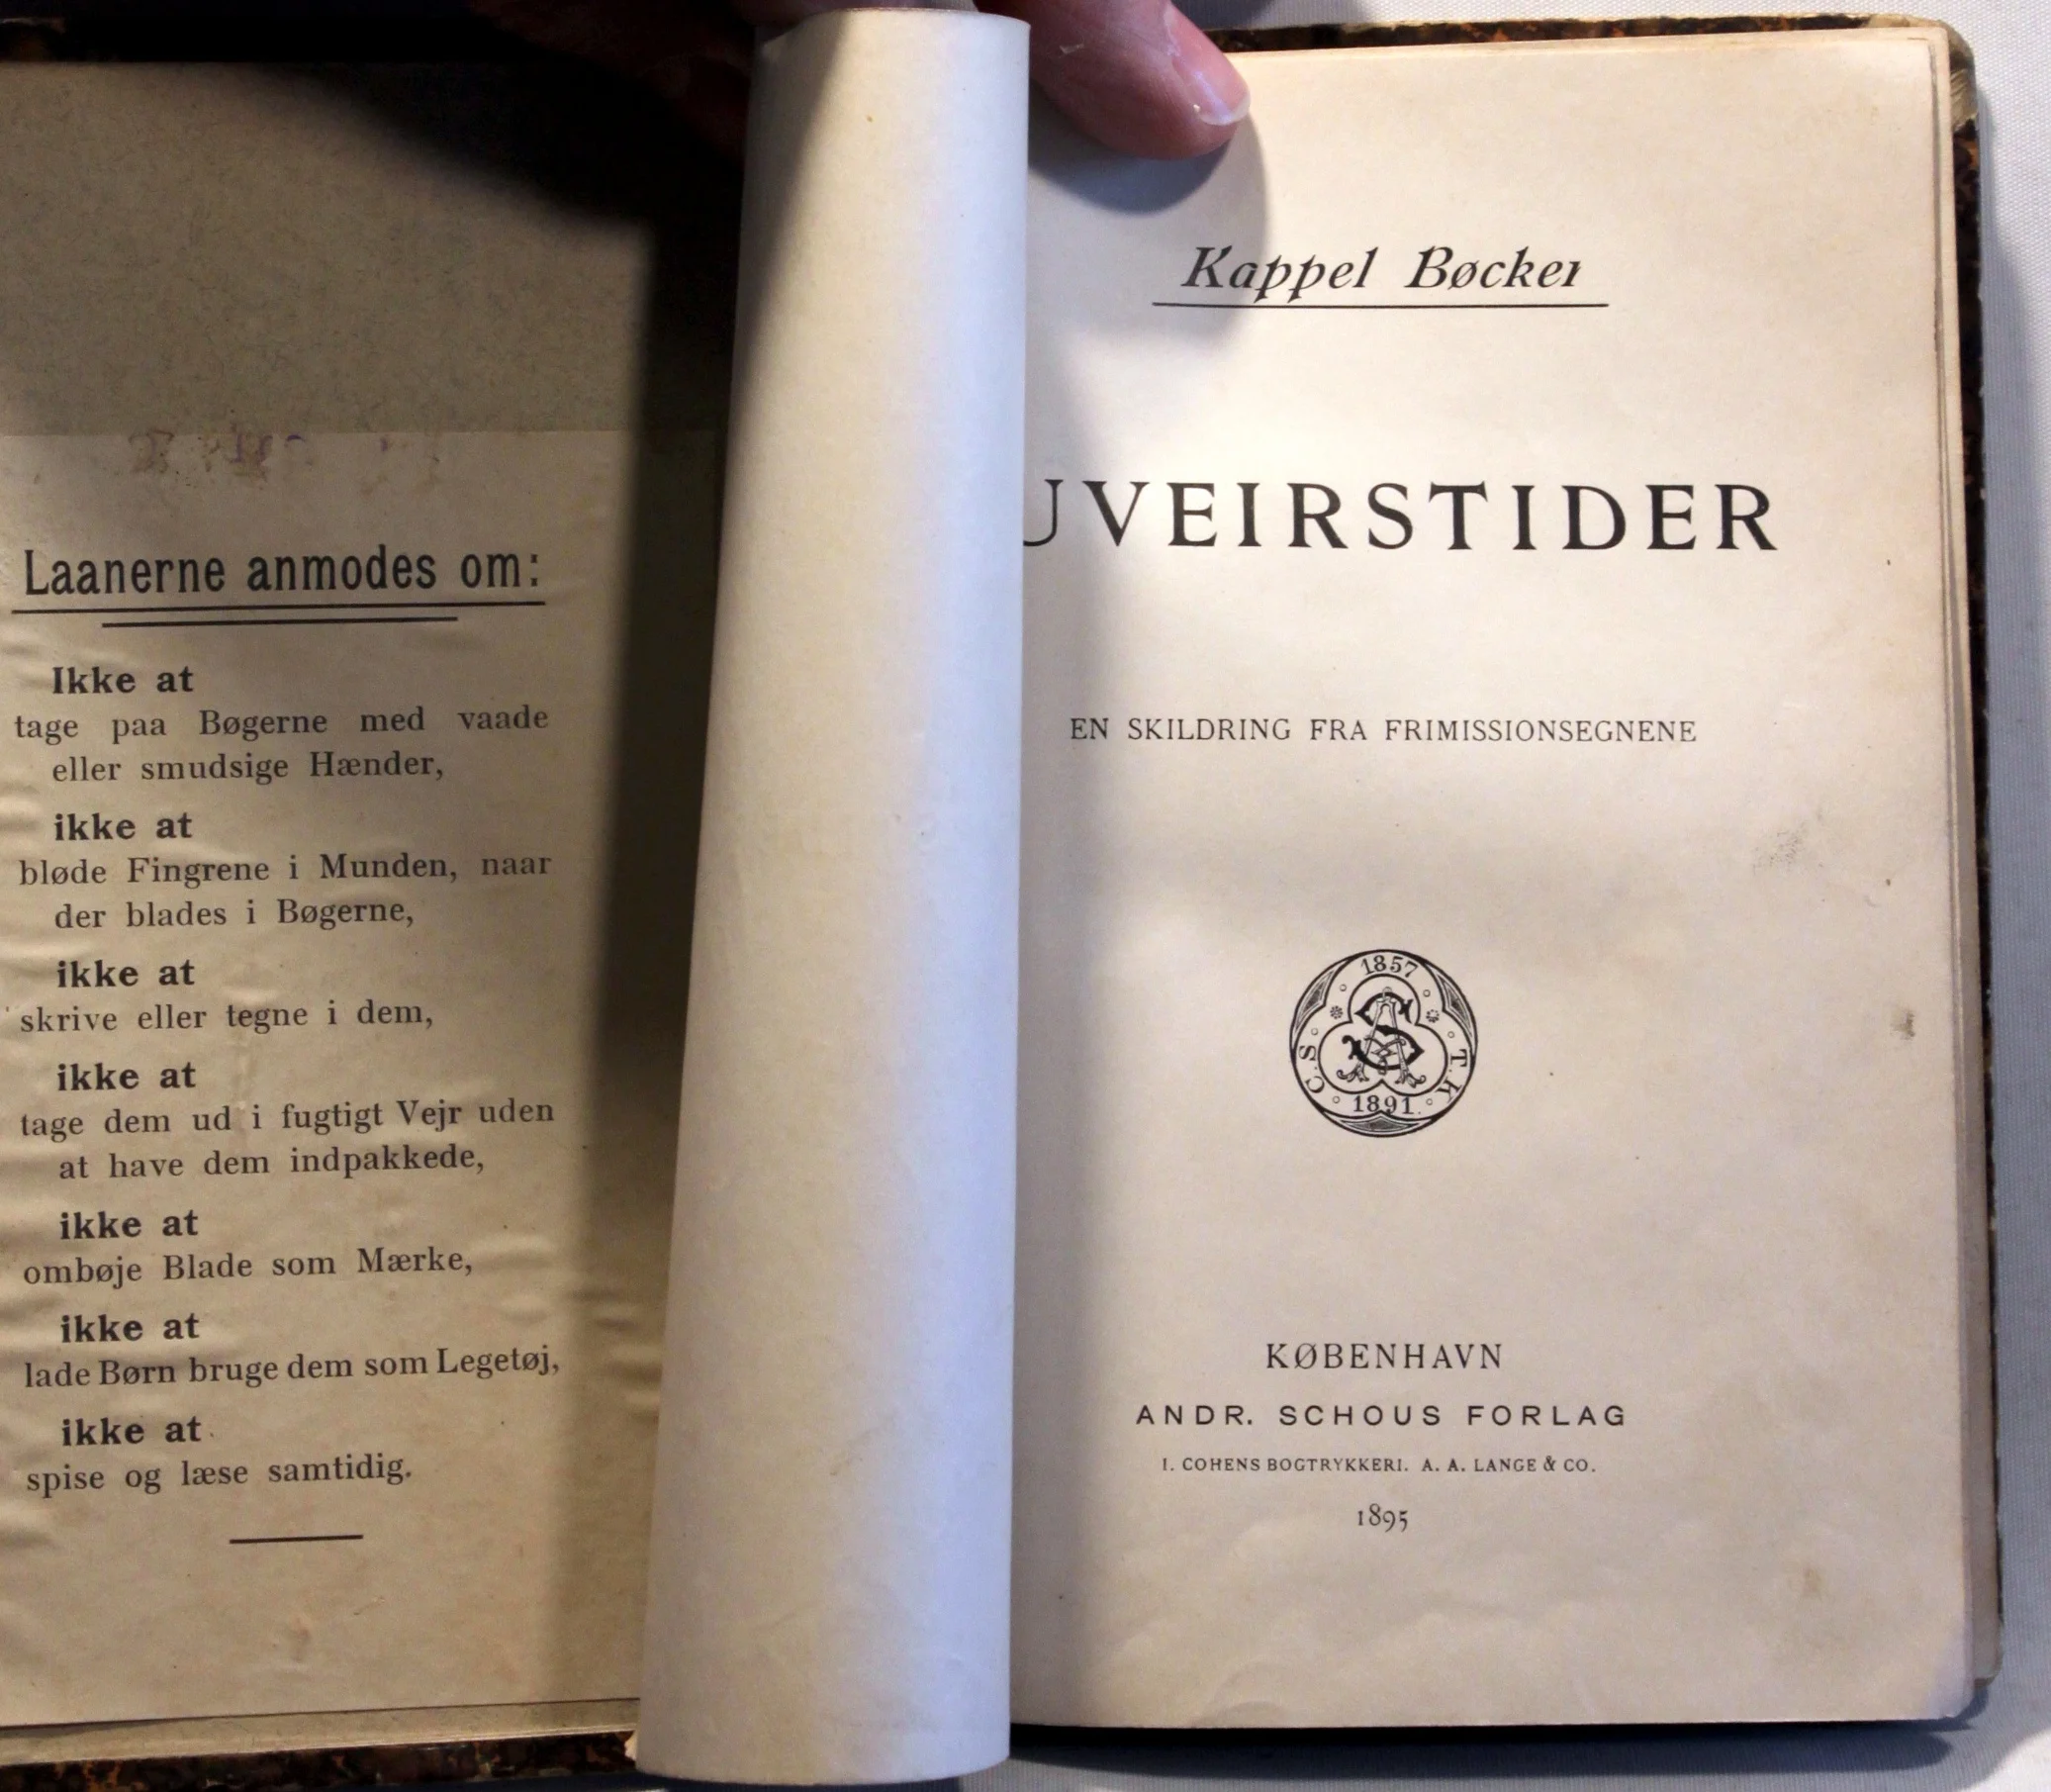 Laanerne anmodes om:
Ikke at
tage paa Bøgerne med vaade
eller smudsige Hænder,
ikke at
bløde Fingrene i Munden, naar
der blades i Bøgerne,
ikke at
skrive eller tegne i dem,
ikke at
tage dem ud i fugtigt Vejr uden
at have dem indpakkede,
ikke at
ombøje Blade som Mærke,
ikke at
lade Børn bruge dem som Legetøj,
ikke at
spise og læse samtidig.
Kappel Bøcker
UVEIRSTIDER
EN SKILDRING FRA FRIMISSIONSEGNENE
1857
C.S. T.K
1891.
KØBENHAVN
ANDR. SCHOUS FORLAG
I. COHENS BOGTRYKKERI. A. A. LANGE & CO.
1895